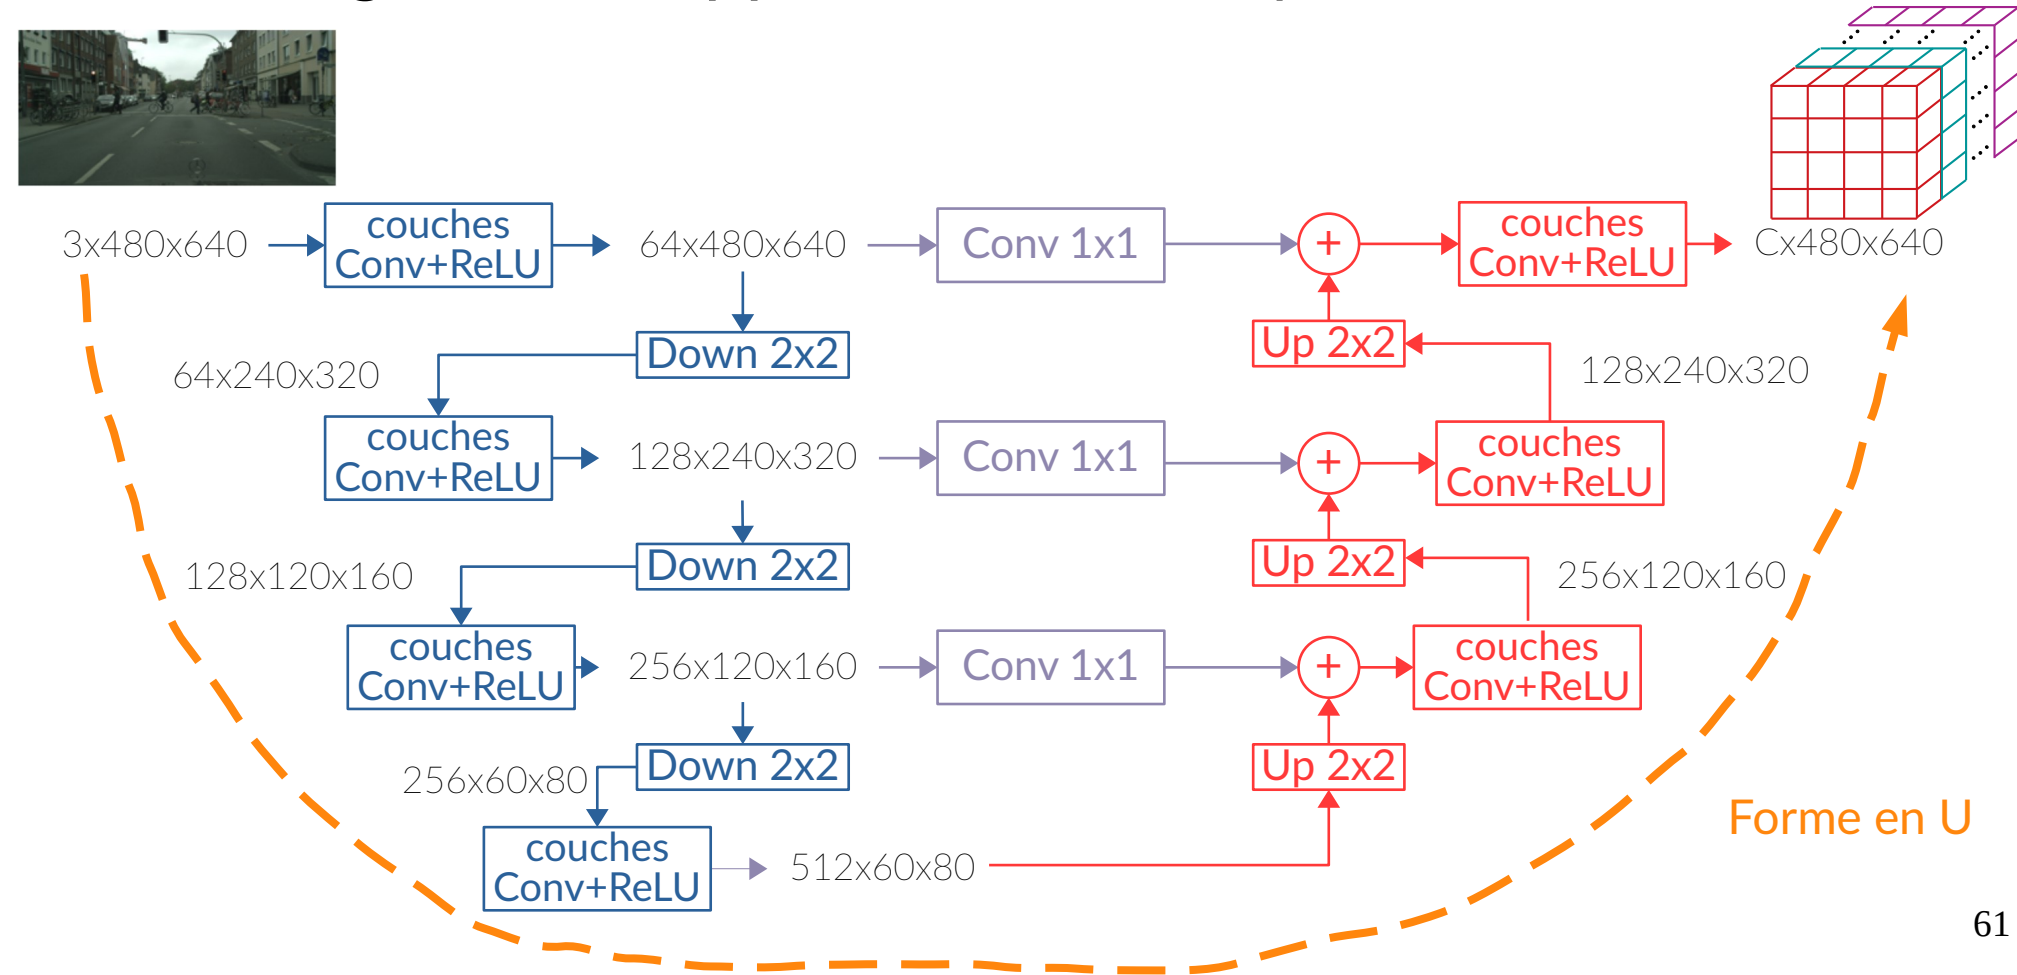 couches
Conv+ReLU
couches
Conv+ReLU
3x480x640
64x480x640
Conv 1x1
+
Cx480x640
Down 2x2
Up 2x2
64x240x320
128x240x320
couches
Conv+ReLU
128x240x320
Conv 1x1
+
couches
Conv+ReLU
Down 2x2
Up 2x2
128x120x160
256x120x160
couches
Conv+ReLU
256x120x160
Conv 1x1
+
couches
Conv+ReLU
Down 2x2
Up 2x2
256x60x80
Forme en U
couches
Conv+ReLU
512x60x80
61